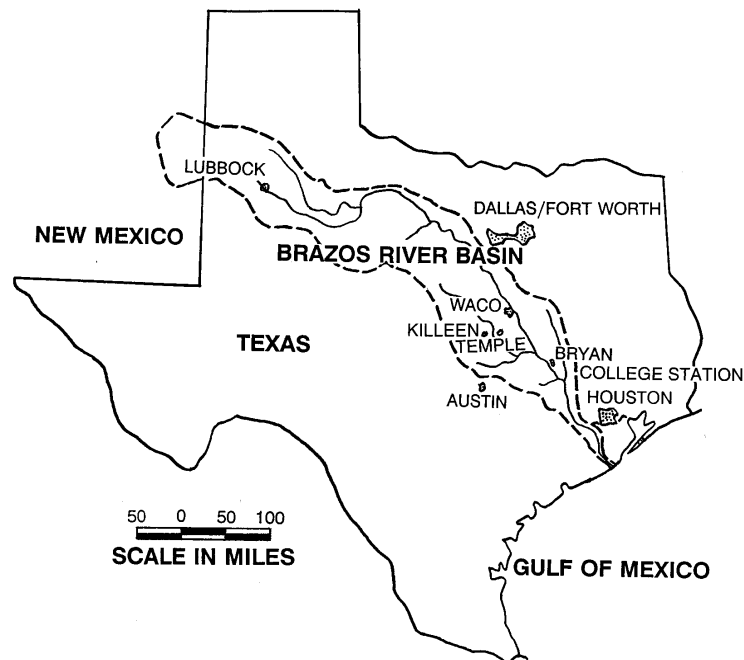 LUBBOCK
DALLAS/FORT WORTH
NEW MEXICO
BRAZOS RIVER BASIN
WACO
KILLEEN
TEMPLE
TEXAS
BRYAN
COLLEGE STATION
AUSTIN
HOUSTON
50 0 50 100
SCALE IN MILES
GULF OF MEXICO